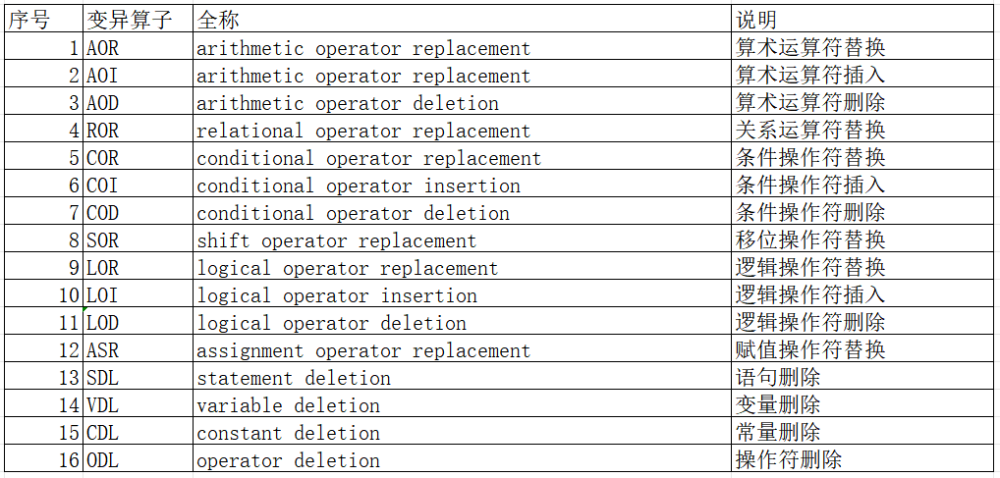 序号 变异算子 全称 说明
1 AOR arithmetic operator replacement 算术运算符替换
2 AOI arithmetic operator replacement 算术运算符插入
3 AOD arithmetic operator deletion 算术运算符删除
4 ROR relational operator replacement 关系运算符替换
5 COR conditional operator replacement 条件操作符替换
6 COI conditional operator insertion 条件操作符插入
7 COD conditional operator deletion 条件操作符删除
8 SOR shift operator replacement 移位操作符替换
9 LOR logical operator replacement 逻辑操作符替换
10 LOI logical operator insertion 逻辑操作符插入
11 LOD logical operator deletion 逻辑操作符删除
12 ASR assignment operator replacement 赋值操作符替换
13 SDL statement deletion 语句删除
14 VDL variable deletion 变量删除
15 CDL constant deletion 常量删除
16 ODL operator deletion 操作符删除